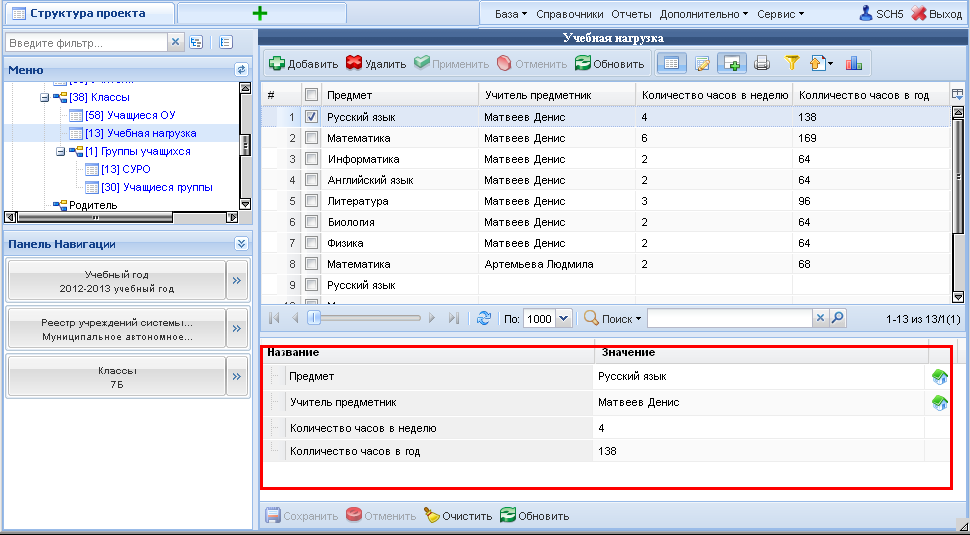 Структура проекта
База Справочники Отчеты Дополнительно Сервис SCH5 Выход
Введите фильтр...
Меню
[38] Классы
[58] Учащиеся ОУ
[13] Учебная нагрузка
[1] Группы учащихся
[13] СУРО
[30] Учащиеся группы
Родитель
Панель Навигации
Учебный год
2012-2013 учебный год
Реестр учреждений системы...
Муниципальное автономное...
Классы
7Б
Учебная нагрузка
Добавить Удалить Применить Отменить Обновить
# Предмет Учитель предметник Количество часов в неделю Колличество часов в год
1 Русский язык Матвеев Денис 4 138
2 Математика Матвеев Денис 6 169
3 Информатика Матвеев Денис 2 64
4 Английский язык Матвеев Денис 2 64
5 Литература Матвеев Денис 3 96
6 Биология Матвеев Денис 2 64
7 Физика Матвеев Денис 2 64
8 Математика Артемьева Людмила 2 68
9 Русский язык
По: 1000 Поиск 1-13 из 13/1(1)
Название Значение
Предмет Русский язык
Учитель предметник Матвеев Денис
Количество часов в неделю 4
Колличество часов в год 138
Сохранить Отменить Очистить Обновить